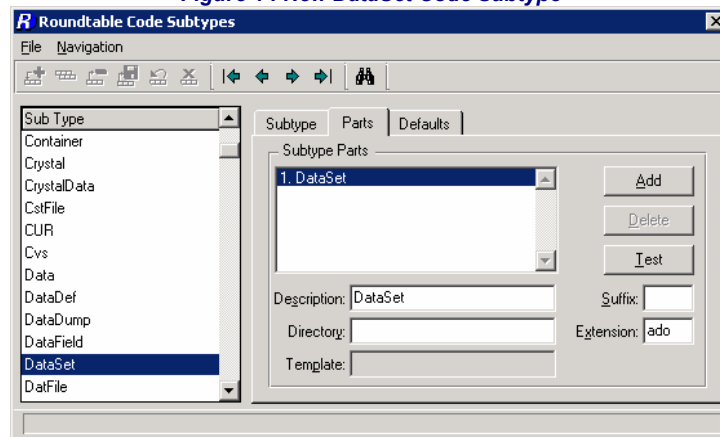 Figure 14 New DataSet Code Subtype
Roundtable Code Subtypes
File Navigation
Sub Type
Container
Crystal
CrystalData
CstFile
CUR
Cvs
Data
DataDef
DataDump
DataField
DataSet
DatFile
Subtype Parts Defaults
Subtype Parts
1. DataSet
Add
Delete
Test
Description: DataSet
Suffix:
Directory:
Extension: ado
Template: